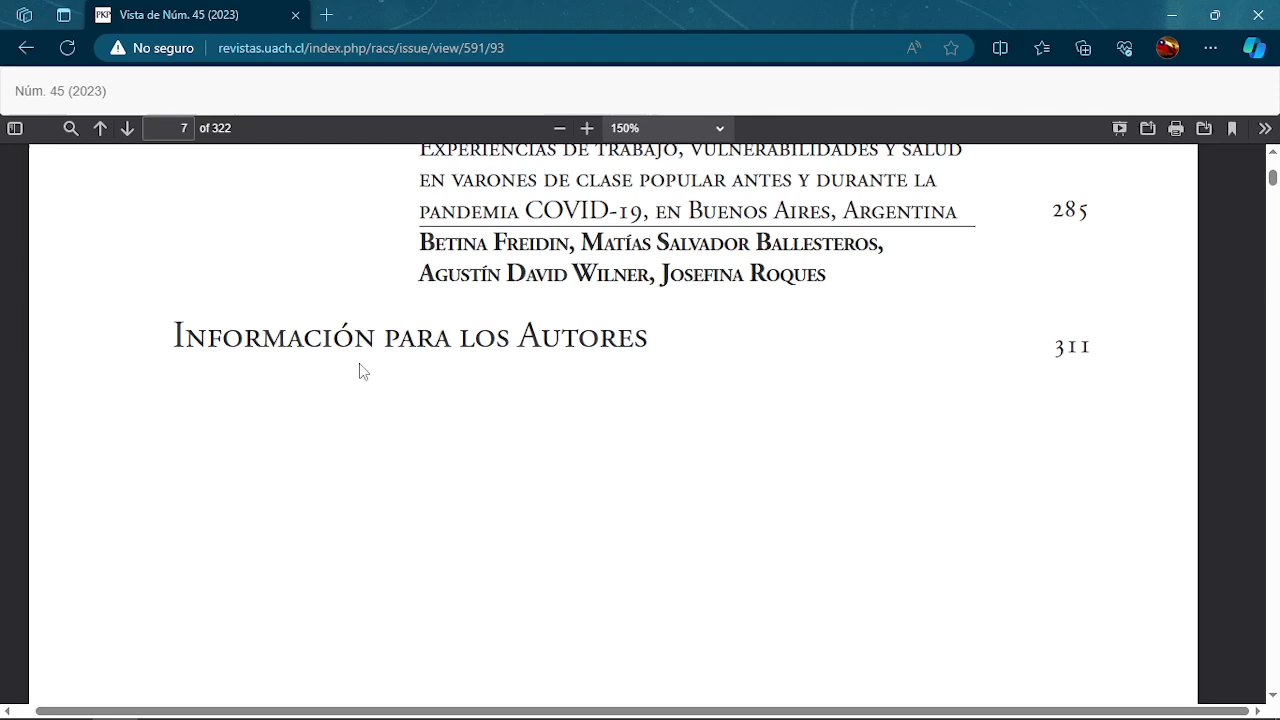 Vista de Núm. 45 (2023)
No seguro
revistas.uach.cl/index.php/racs/issue/view/591/93
Núm. 45 (2023)
7 of 322
150%
Experiencias de trabajo, vulnerabilidades y salud
en varones de clase popular antes y durante la
pandemia COVID-19, en Buenos Aires, Argentina 285
Betina Freidin, Matías Salvador Ballesteros,
Agustín David Wilner, Josefina Roques
Información para los Autores 311